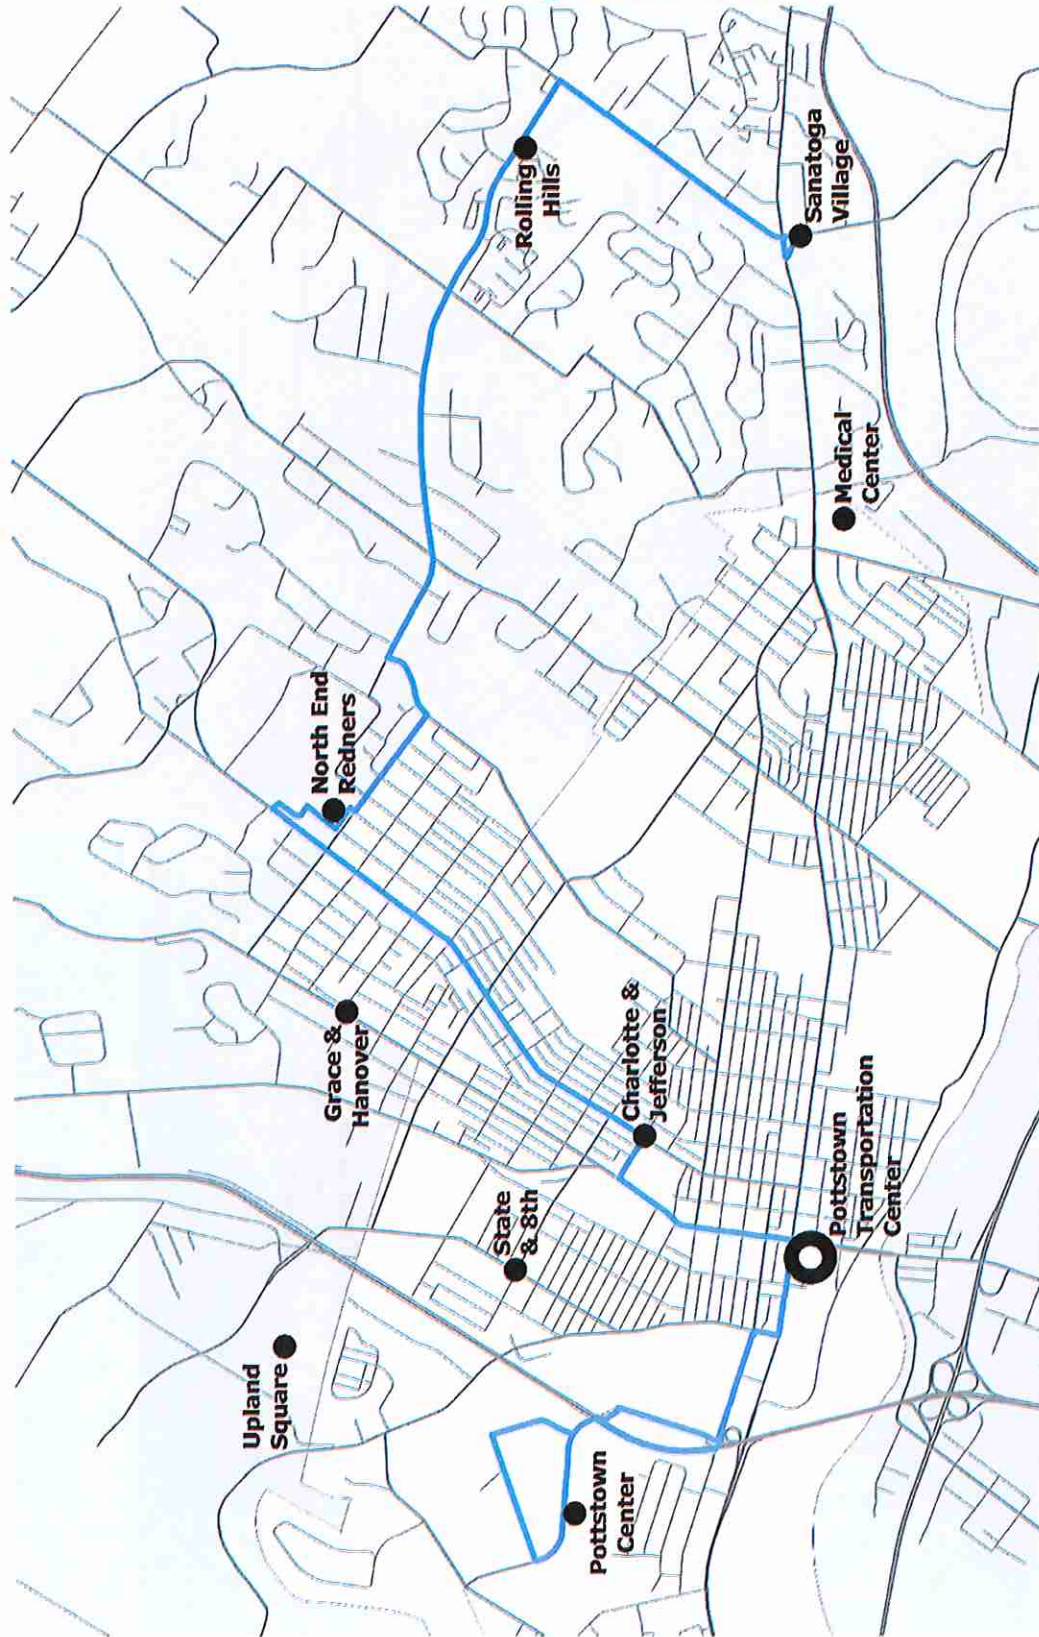 Upland
Square
Pottstown
Center
State
& 8th
Grace &
Hanover
Pottstown
Transportation
Center
Charlotte &
Jefferson
North End
Redners
Medical
Center
Rolling
Hills
Sanatoga
Village